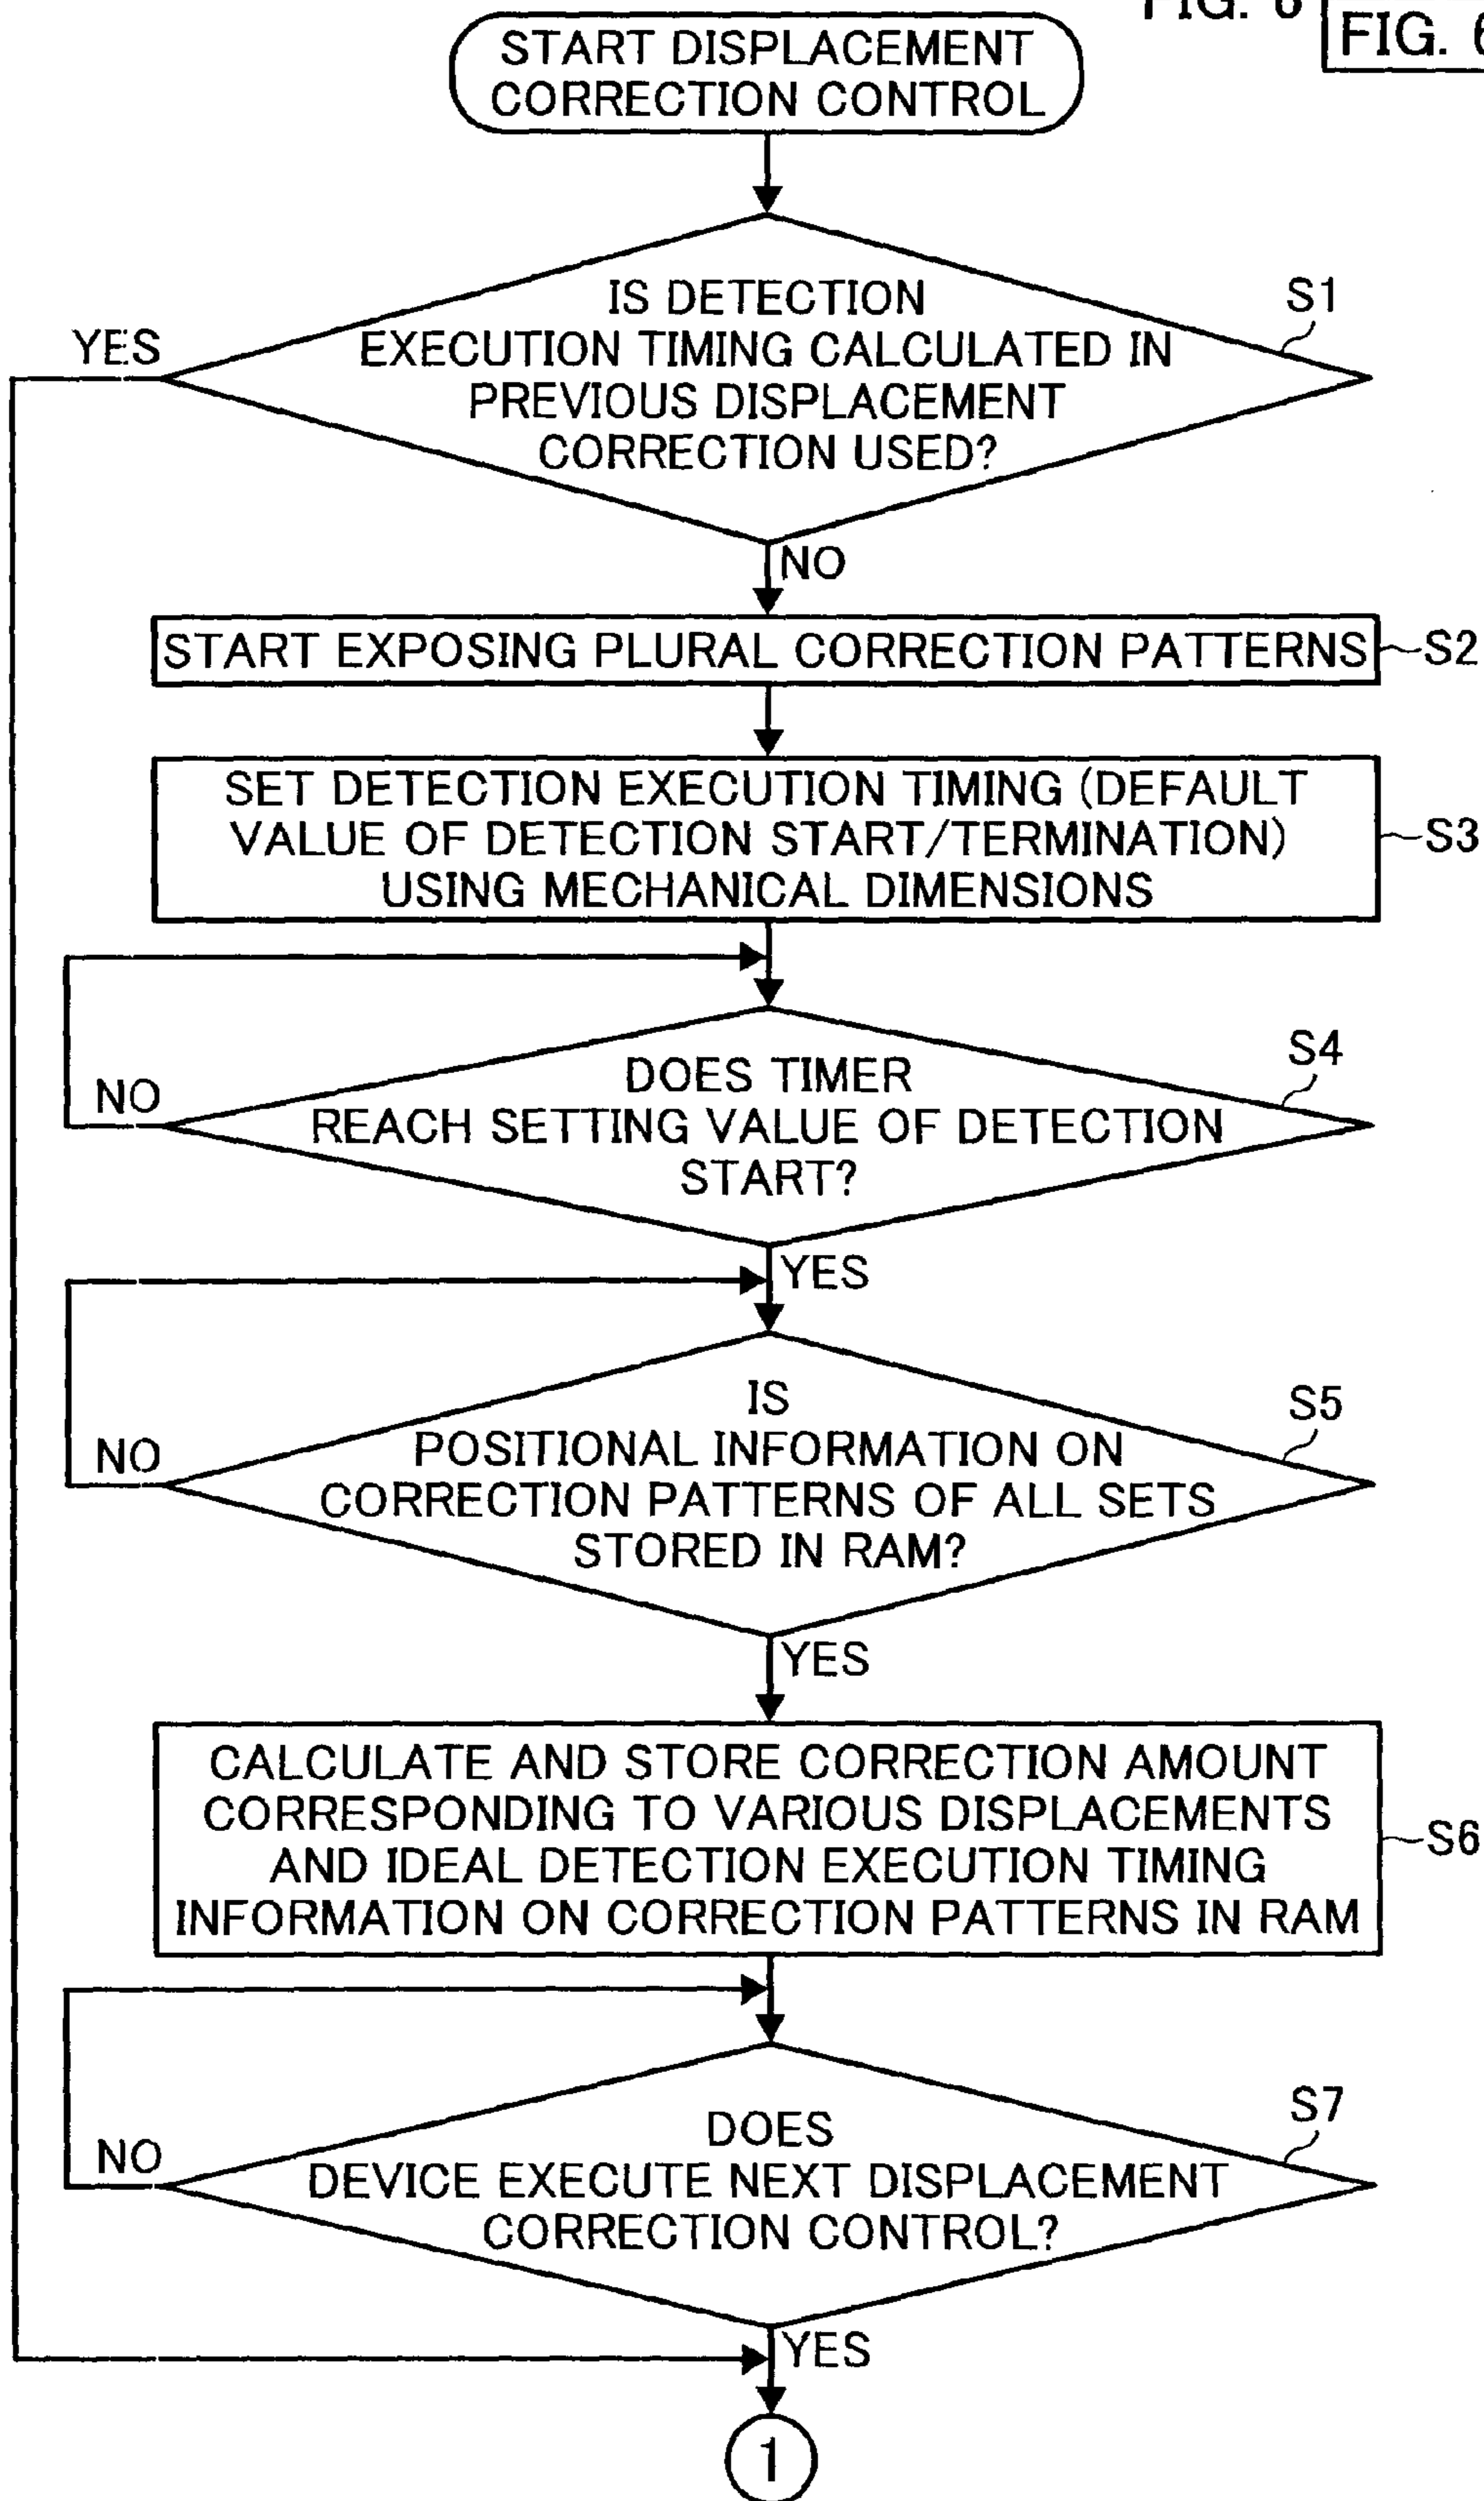 FIG. 6
START DISPLACEMENT
CORRECTION CONTROL
IS DETECTION
EXECUTION TIMING CALCULATED IN
PREVIOUS DISPLACEMENT
CORRECTION USED?
S1
YES
NO
START EXPOSING PLURAL CORRECTION PATTERNS
S2
SET DETECTION EXECUTION TIMING (DEFAULT
VALUE OF DETECTION START/TERMINATION)
USING MECHANICAL DIMENSIONS
S3
DOES TIMER
REACH SETTING VALUE OF DETECTION
START?
S4
NO
YES
IS
POSITIONAL INFORMATION ON
CORRECTION PATTERNS OF ALL SETS
STORED IN RAM?
S5
NO
YES
CALCULATE AND STORE CORRECTION AMOUNT
CORRESPONDING TO VARIOUS DISPLACEMENTS
AND IDEAL DETECTION EXECUTION TIMING
INFORMATION ON CORRECTION PATTERNS IN RAM
S6
DOES
DEVICE EXECUTE NEXT DISPLACEMENT
CORRECTION CONTROL?
S7
NO
YES
1